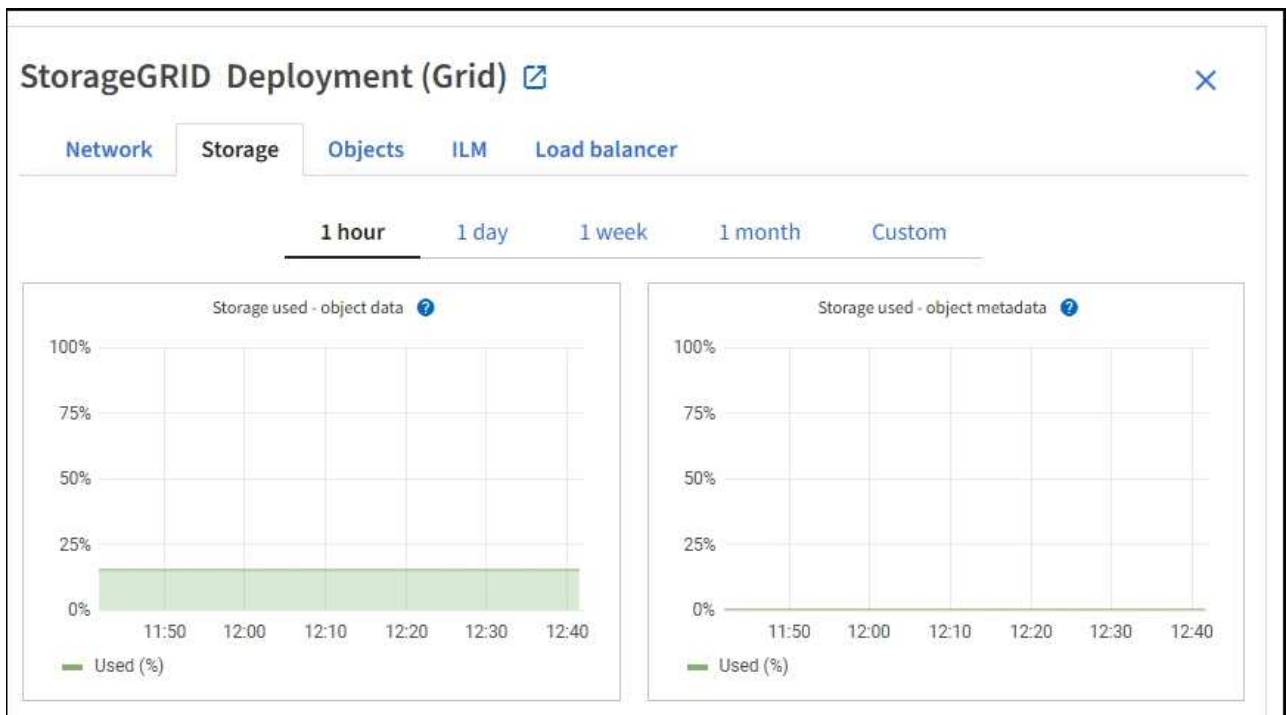 StorageGRID Deployment (Grid)
Network Storage Objects ILM Load balancer
1 hour 1 day 1 week 1 month Custom
Storage used - object data ?
100%
75%
50%
25%
0%
11:50 12:00 12:10 12:20 12:30 12:40
Used (%)
Storage used - object metadata ?
100%
75%
50%
25%
0%
11:50 12:00 12:10 12:20 12:30 12:40
Used (%)